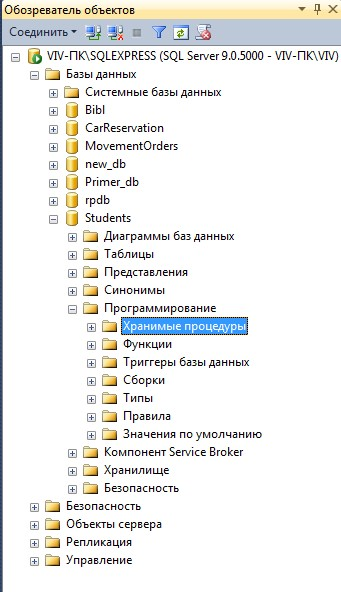 Обозреватель объектов
Соединить
VIV-ПК\SQLEXPRESS (SQL Server 9.0.5000 - VIV-ПК\VIV)
Базы данных
Системные базы данных
Bibl
CarReservation
MovementOrders
new_db
Primer_db
rpdb
Students
Диаграммы баз данных
Таблицы
Представления
Синонимы
Программирование
Хранимые процедуры
Функции
Триггеры базы данных
Сборки
Типы
Правила
Значения по умолчанию
Компонент Service Broker
Хранилище
Безопасность
Безопасность
Объекты сервера
Репликация
Управление